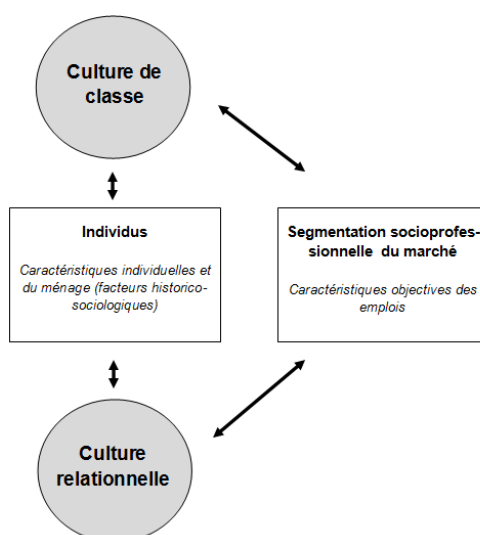 Culture de
classe
Individus
Caractéristiques individuelles et
du ménage (facteurs historico-
sociologiques)
Segmentation socioprofes-
sionnelle du marché
Caractéristiques objectives des
emplois
Culture
relationnelle